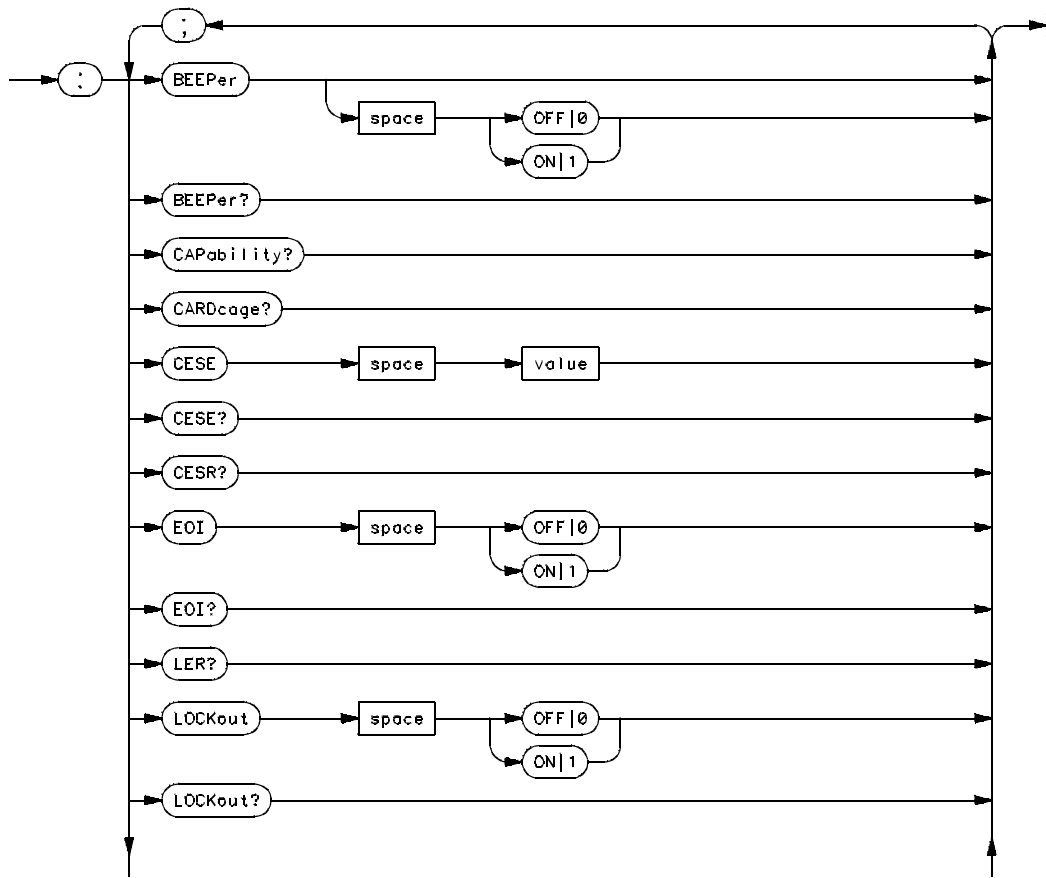 ;
: BEEPer
space OFF|0
ON|1
BEEPer?
CAPability?
CARDcage?
CESE space value
CESE?
CESR?
EOI space OFF|0
ON|1
EOI?
LER?
LOCKout space OFF|0
ON|1
LOCKout?